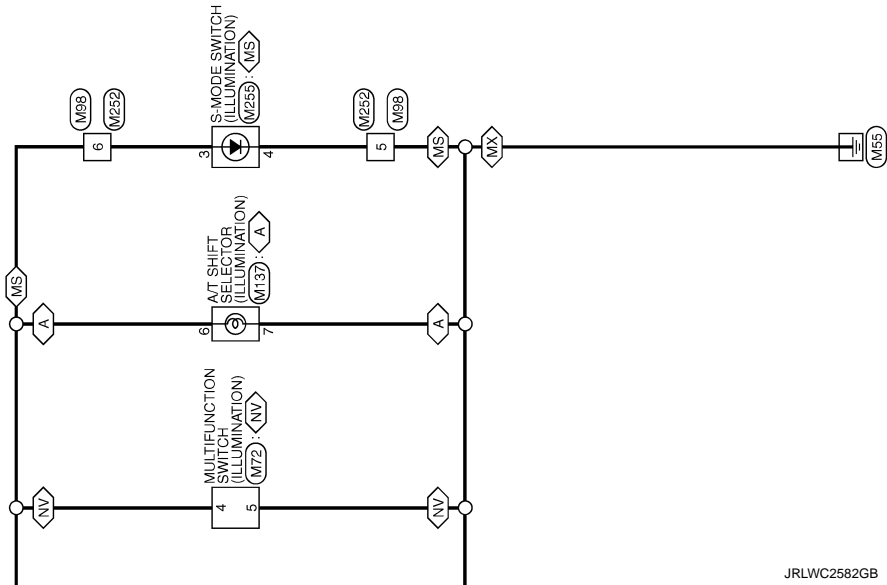 M98
M252
6
S-MODE SWITCH
(ILLUMINATION)
M255 : MS
3
4
M252
M98
5
MS
MX
M55
MS
A
A/T SHIFT
SELECTOR
(ILLUMINATION)
M137 : A
6
7
A
NV
MULTIFUNCTION
SWITCH
(ILLUMINATION)
M72 : NV
4
5
NV
JRLWC2582GB